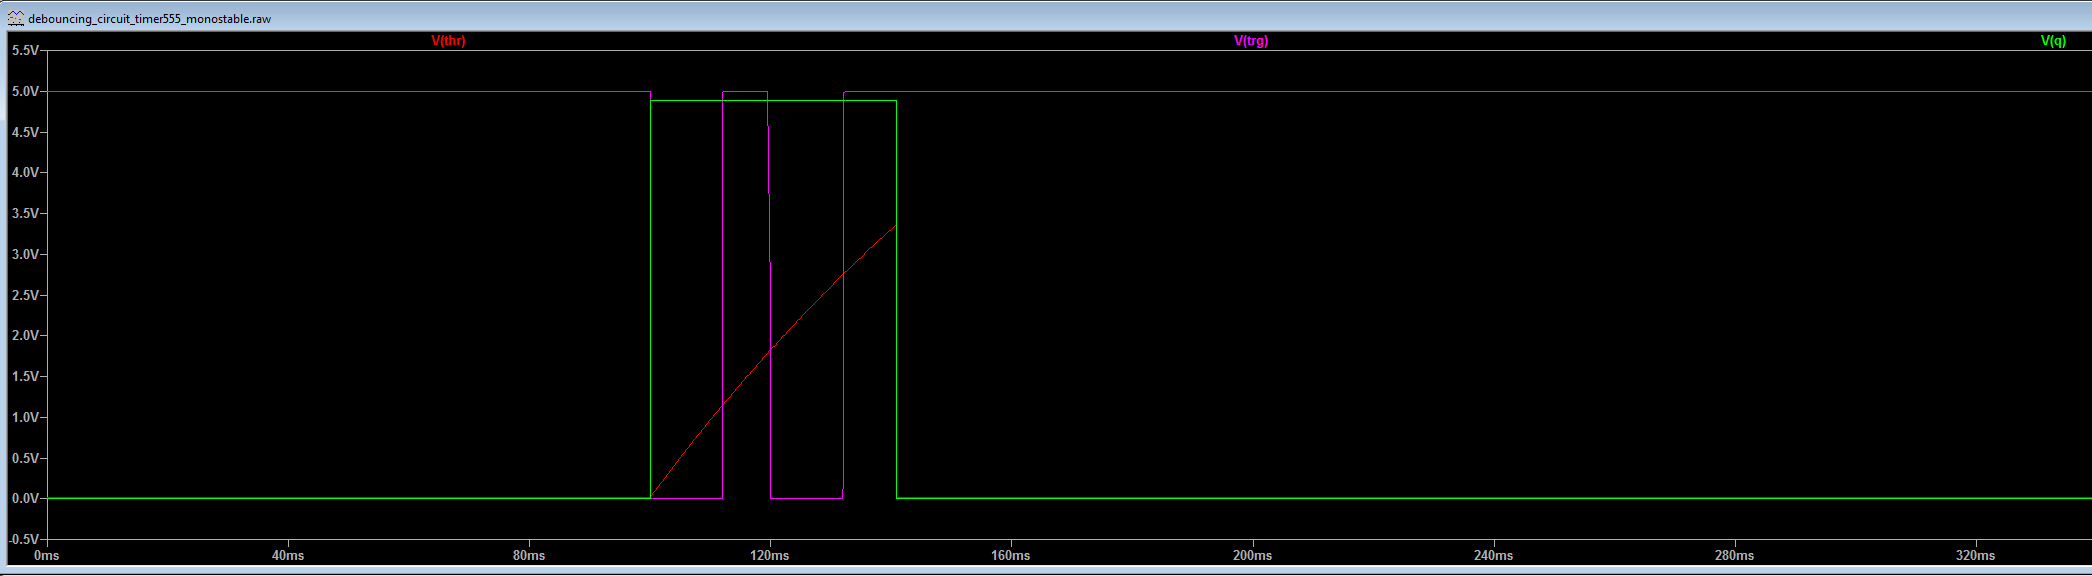 debouncing_circuit_timer555_monostable.raw
V(thr) V(trg) V(q)
5.5V
5.0V
4.5V
4.0V
3.5V
3.0V
2.5V
2.0V
1.5V
1.0V
0.5V
0.0V
-0.5V
0ms 40ms 80ms 120ms 160ms 200ms 240ms 280ms 320ms